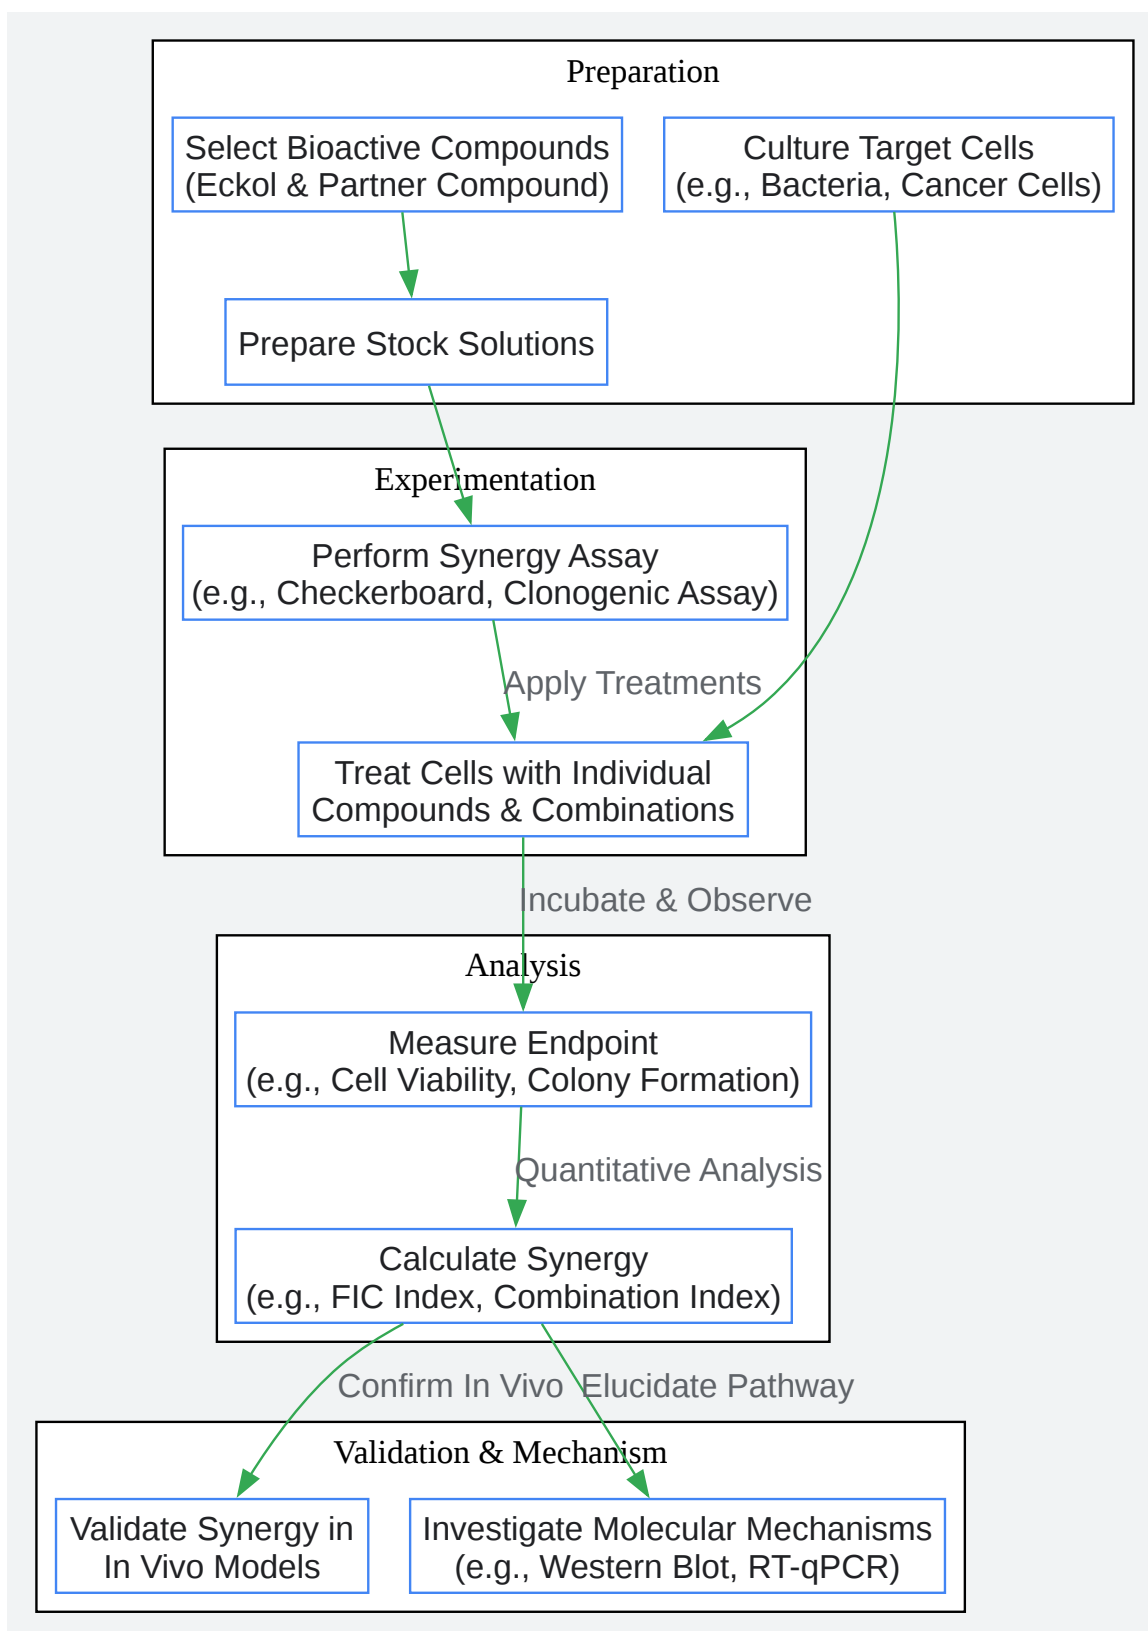 Preparation
Select Bioactive Compounds
(Eckol & Partner Compound)
Culture Target Cells
(e.g., Bacteria, Cancer Cells)
Prepare Stock Solutions
Experimentation
Perform Synergy Assay
(e.g., Checkerboard, Clonogenic Assay)
Apply Treatments
Treat Cells with Individual
Compounds & Combinations
Incubate & Observe
Analysis
Measure Endpoint
(e.g., Cell Viability, Colony Formation)
Quantitative Analysis
Calculate Synergy
(e.g., FIC Index, Combination Index)
Confirm In Vivo
Elucidate Pathway
Validation & Mechanism
Validate Synergy in
In Vivo Models
Investigate Molecular Mechanisms
(e.g., Western Blot, RT-qPCR)